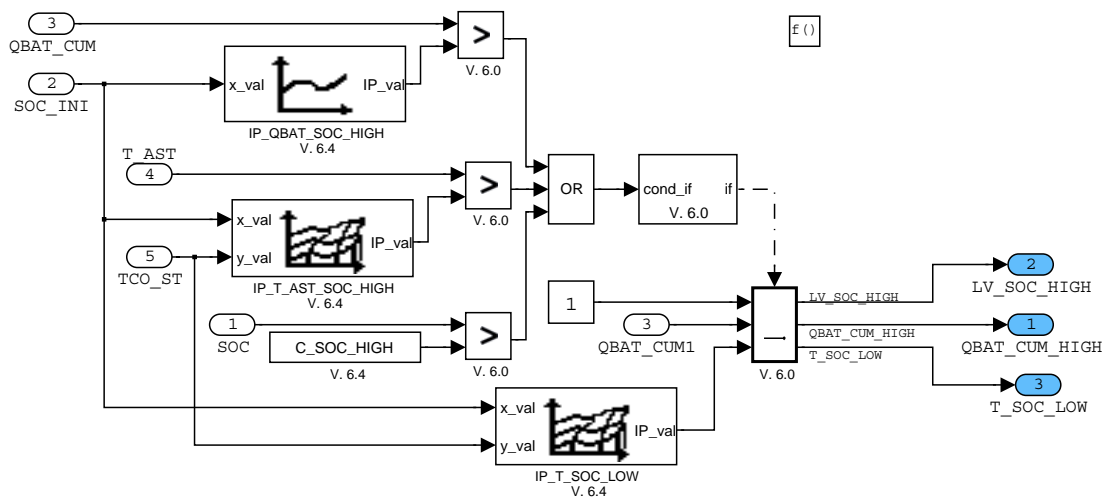 3
QBAT_CUM
2
SOC_INI
x_val
IP_val
IP_QBAT_SOC_HIGH
V. 6.4
>
V. 6.0
f()
T_AST
4
x_val
y_val
IP_val
IP_T_AST_SOC_HIGH
V. 6.4
>
V. 6.0
OR
cond_if
if
V. 6.0
5
TCO_ST
1
SOC
C_SOC_HIGH
V. 6.4
>
V. 6.0
1
3
QBAT_CUM1
V. 6.0
LV_SOC_HIGH
QBAT_CUM_HIGH
T_SOC_LOW
2
LV_SOC_HIGH
1
QBAT_CUM_HIGH
3
T_SOC_LOW
x_val
y_val
IP_val
IP_T_SOC_LOW
V. 6.4